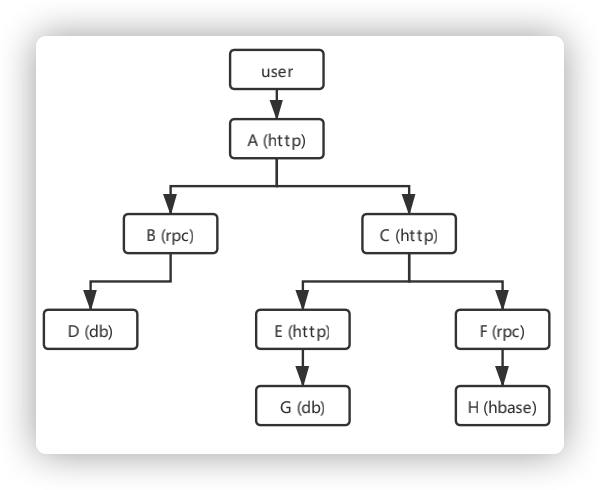 user
A (http)
B (rpc)
C (http)
D (db)
E (http)
F (rpc)
G (db)
H (hbase)